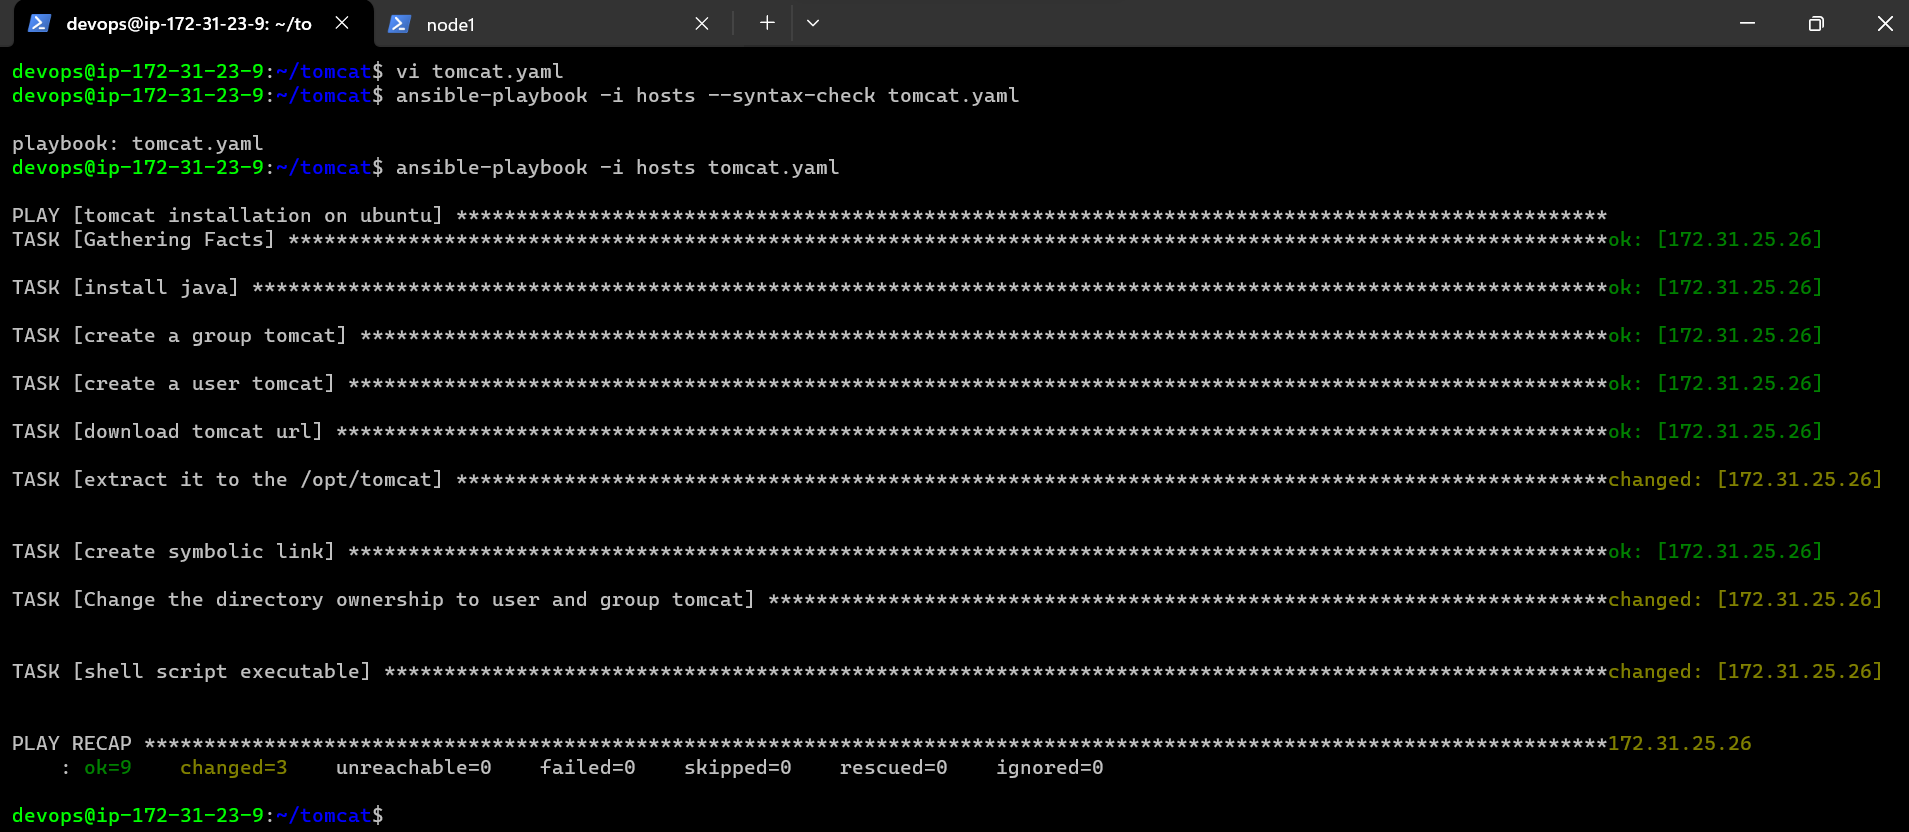 devops@ip-172-31-23-9: ~/to
node1
devops@ip-172-31-23-9:~/tomcat$ vi tomcat.yaml
devops@ip-172-31-23-9:~/tomcat$ ansible-playbook -i hosts --syntax-check tomcat.yaml
playbook: tomcat.yaml
devops@ip-172-31-23-9:~/tomcat$ ansible-playbook -i hosts tomcat.yaml
PLAY [tomcat installation on ubuntu] ************************************************************************************************
TASK [Gathering Facts] **************************************************************************************************************ok: [172.31.25.26]
TASK [install java] *****************************************************************************************************************ok: [172.31.25.26]
TASK [create a group tomcat] ********************************************************************************************************ok: [172.31.25.26]
TASK [create a user tomcat] *********************************************************************************************************ok: [172.31.25.26]
TASK [download tomcat url] **********************************************************************************************************ok: [172.31.25.26]
TASK [extract it to the /opt/tomcat] ************************************************************************************************changed: [172.31.25.26]
TASK [create symbolic link] *********************************************************************************************************ok: [172.31.25.26]
TASK [Change the directory ownership to user and group tomcat] **********************************************************************changed: [172.31.25.26]
TASK [shell script executable] ******************************************************************************************************changed: [172.31.25.26]
PLAY RECAP **************************************************************************************************************************172.31.25.26
: ok=9    changed=3    unreachable=0    failed=0    skipped=0    rescued=0    ignored=0
devops@ip-172-31-23-9:~/tomcat$